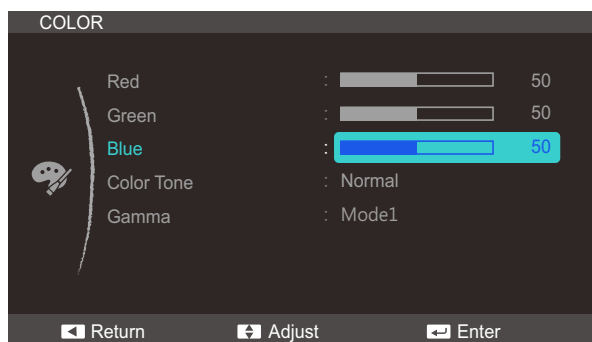 COLOR
Red : 50
Green : 50
Blue : 50
Color Tone : Normal
Gamma : Mode1
Return Adjust Enter